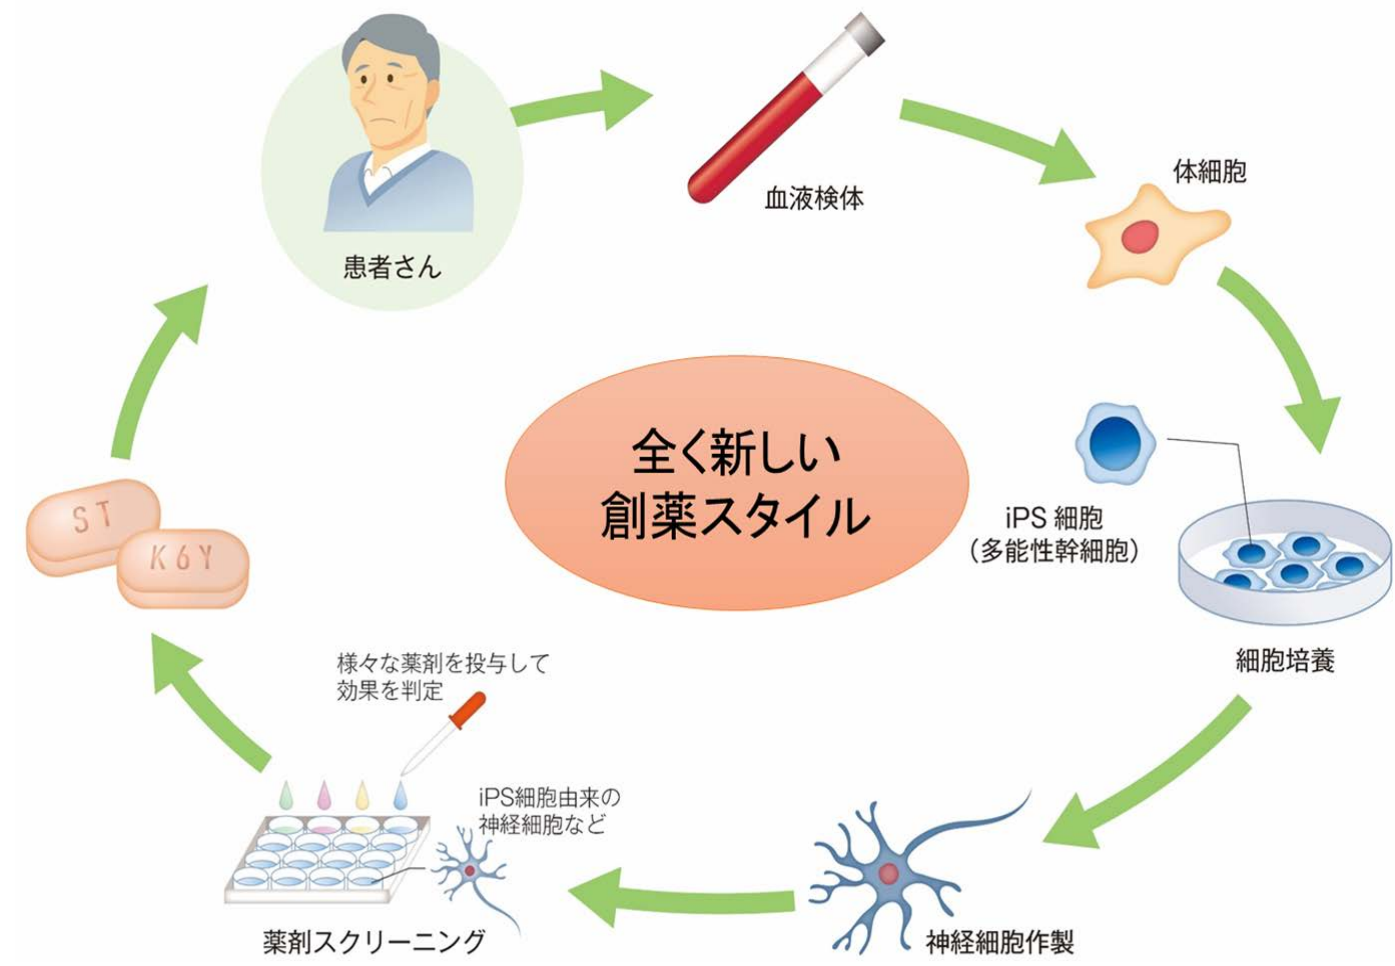 患者さん
血液検体
体細胞
全く新しい
創薬スタイル
iPS 細胞
（多能性幹細胞）
細胞培養
神経細胞作製
iPS細胞由来の
神経細胞など
様々な薬剤を投与して
効果を判定
薬剤スクリーニング
ST
K6Y